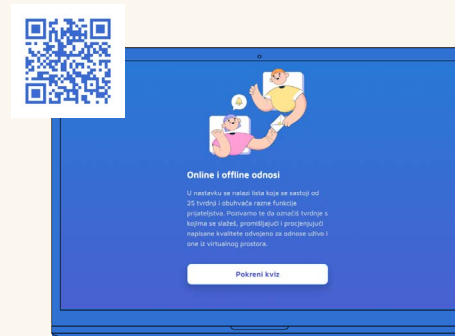 Online i offline odnosi
U nastavku se nalazi lista koja se sastoji od
25 tvrdnji i obuhvaća razne funkcije
prijateljstva. Pozivamo te da označiš tvrdnje s
kojima se slažeš, promišljajući i procjenjujući
napisane kvalitete odvojeno za odnose uživo i
one iz virtualnog prostora.
Pokreni kviz